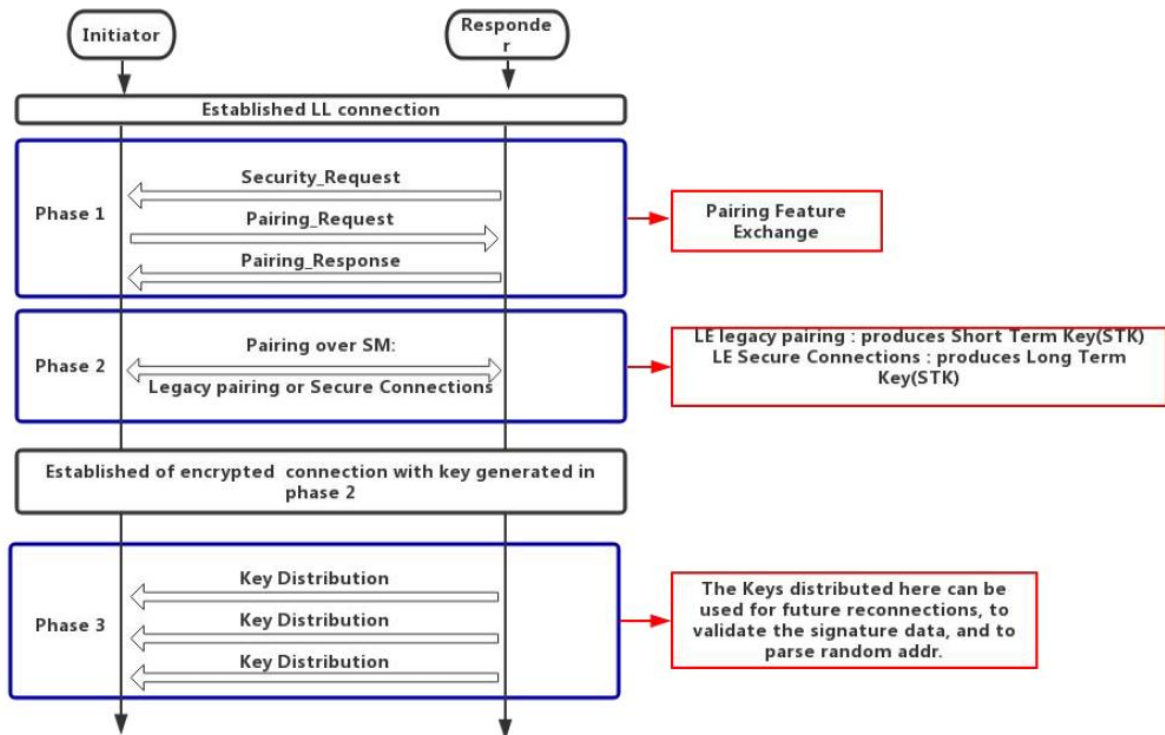 Initiator
Responde
r
Established LL connection
Phase 1
Security_Request
Pairing_Request
Pairing_Response
Pairing Feature
Exchange
Phase 2
Pairing over SM:
Legacy pairing or Secure Connections
LE legacy pairing : produces Short Term Key(STK)
LE Secure Connections : produces Long Term
Key(STK)
Established of encrypted  connection with key generated in
phase 2
Phase 3
Key Distribution
Key Distribution
Key Distribution
The Keys distributed here can be
used for future reconnections, to
validate the signature data, and to
parse random addr.